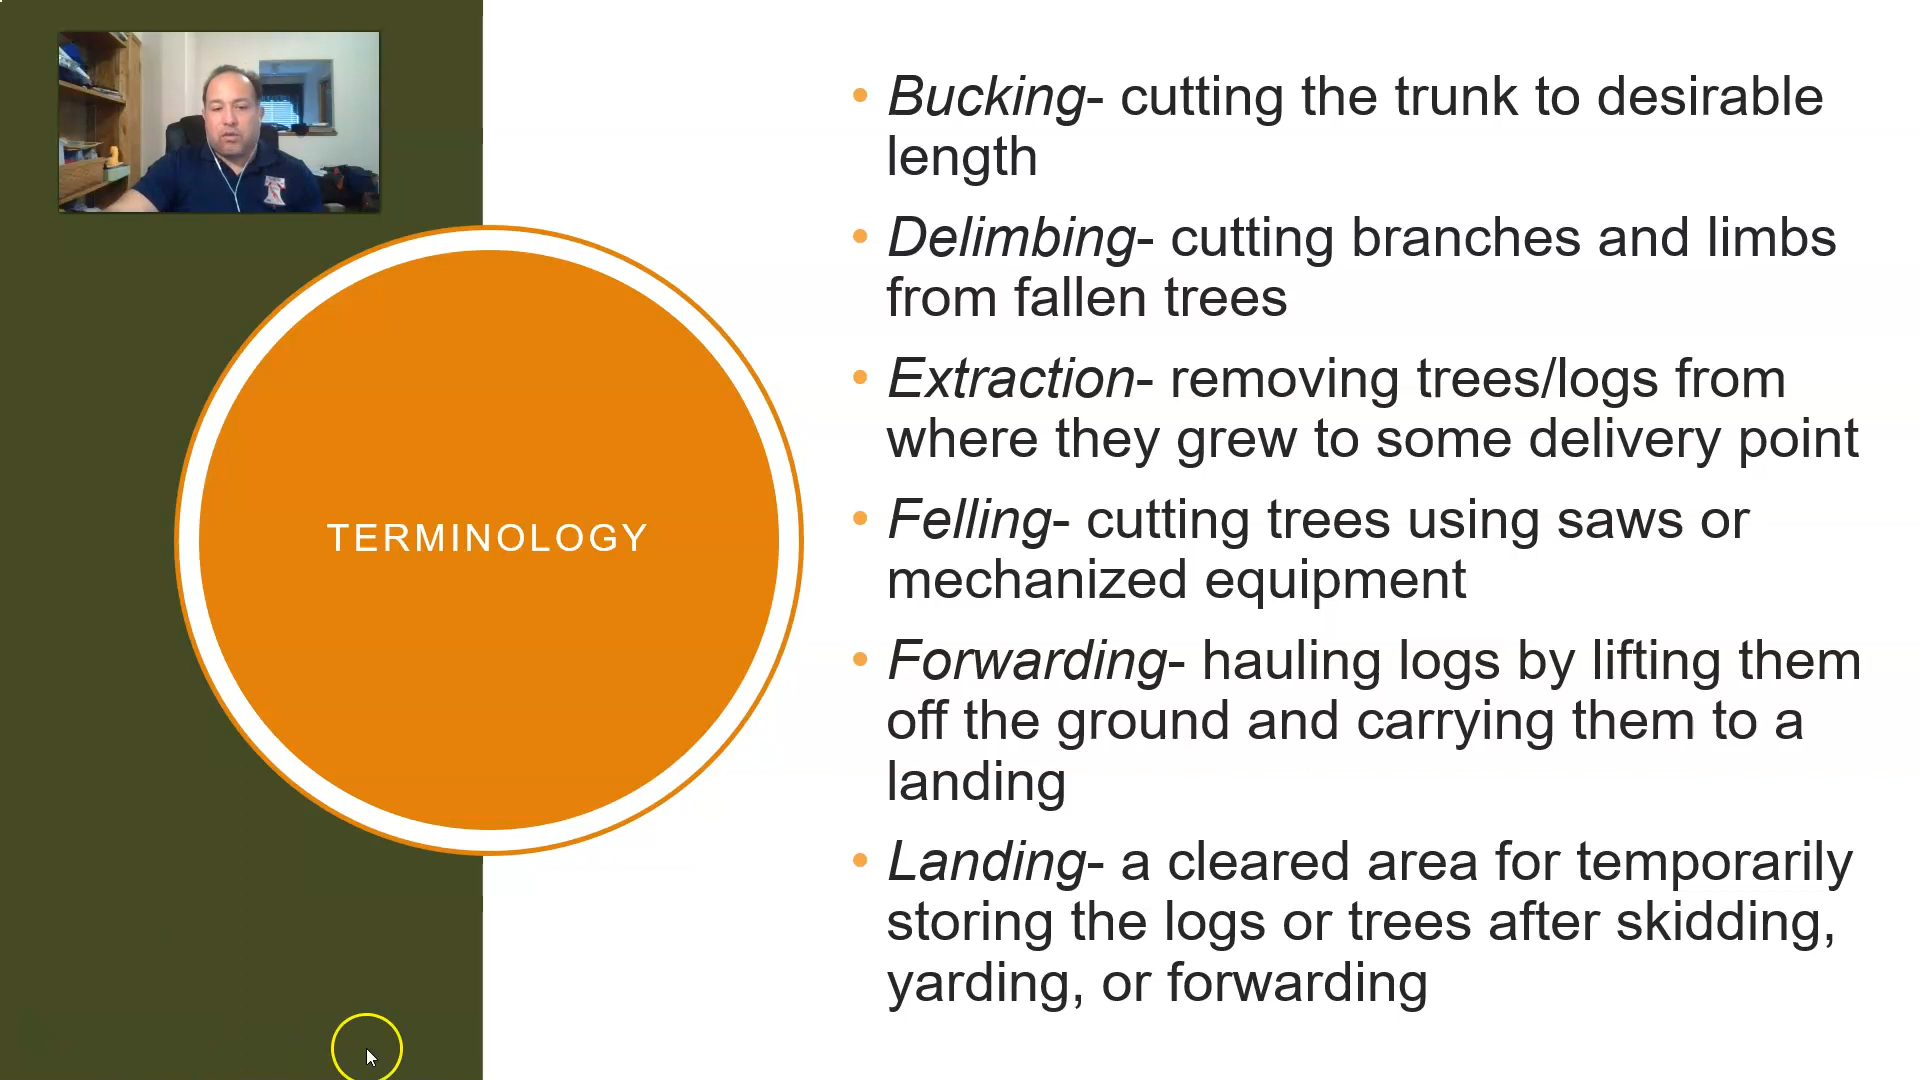 Bucking- cutting the trunk to desirable
length
Delimbing- cutting branches and limbs
from fallen trees
Extraction- removing trees/logs from
where they grew to some delivery point
Felling- cutting trees using saws or
mechanized equipment
Forwarding- hauling logs by lifting them
off the ground and carrying them to a
landing
Landing- a cleared area for temporarily
storing the logs or trees after skidding,
yarding, or forwarding
TERMINOLOGY